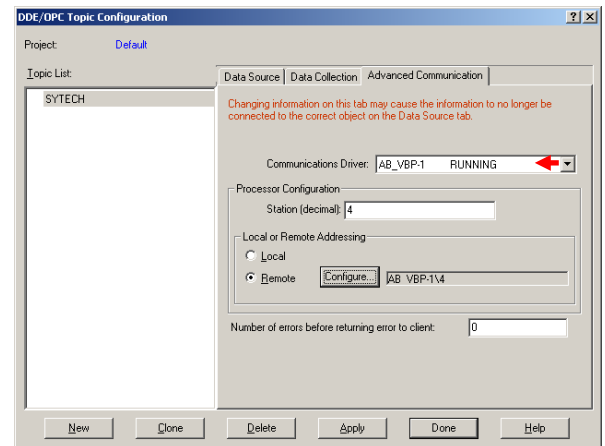 DDE/OPC Topic Configuration
Project: Default
Topic List:
SYTECH
Data Source Data Collection Advanced Communication
Changing information on this tab may cause the information to no longer be
connected to the correct object on the Data Source tab.
Communications Driver: AB_VBP-1 RUNNING
Processor Configuration
Station (decimal): 4
Local or Remote Addressing
Local
Remote Configure... AB VBP-1\4
Number of errors before returning error to client: 0
New Clone Delete Apply Done Help